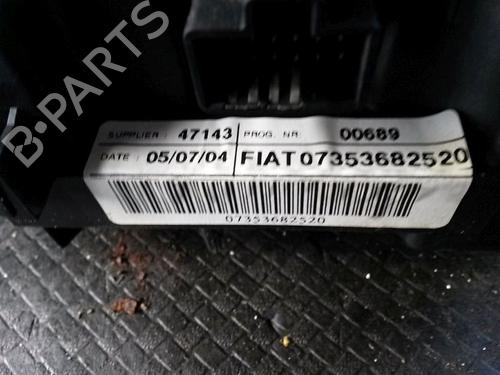 B-PARTS
SUPPLIER : 47143 PROG. NR. 00689
DATE : 05/07/04 FIAT07353682520
07353682520